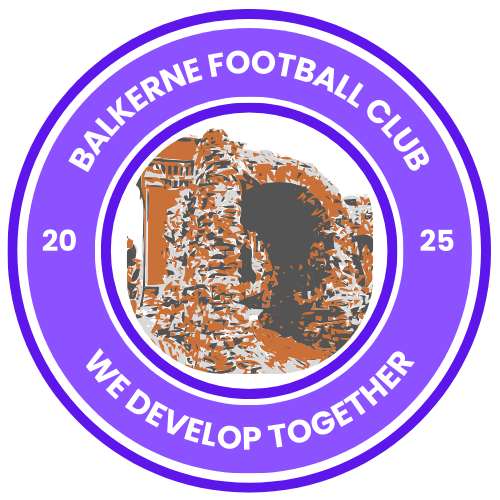 BALKERNE FOOTBALL CLUB
20 25
WE DEVELOP TOGETHER